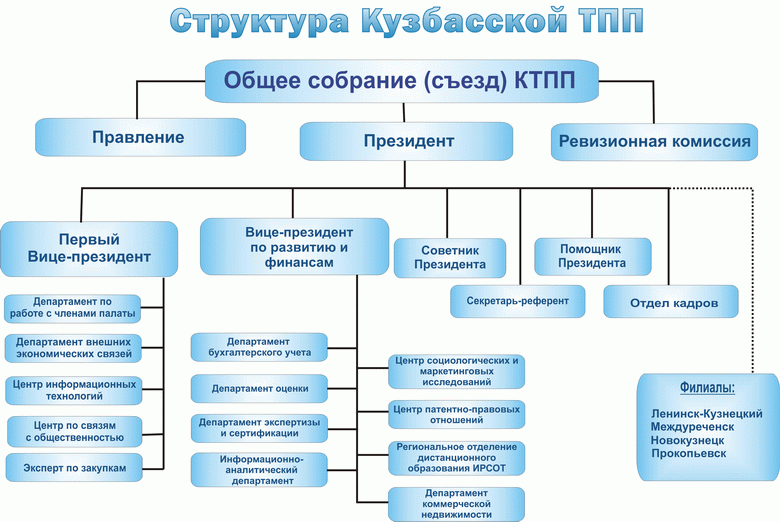 Структура Кузбасской ТПП
Общее собрание (съезд) КТПП
Правление
Президент
Ревизионная комиссия
Первый
Вице-президент
Вице-президент
по развитию и
финансам
Советник
Президента
Секретарь-референт
Помощник
Президента
Отдел кадров
Департамент по
работе с членами палаты
Департамент внешних
экономических связей
Центр информационных
технологий
Центр по связям
с общественностью
Эксперт по закупкам
Департамент
бухгалтерского учета
Департамент оценки
Департамент экспертизы
и сертификации
Информационно-
аналитический
департамент
Центр социологических и
маркетинговых
исследований
Центр патентно-правовых
отношений
Региональное отделение
дистанционного
образования ИРСОТ
Департамент
коммерческой
недвижимости
Филиалы:
Ленинск-Кузнецкий
Междуреченск
Новокузнецк
Прокопьевск